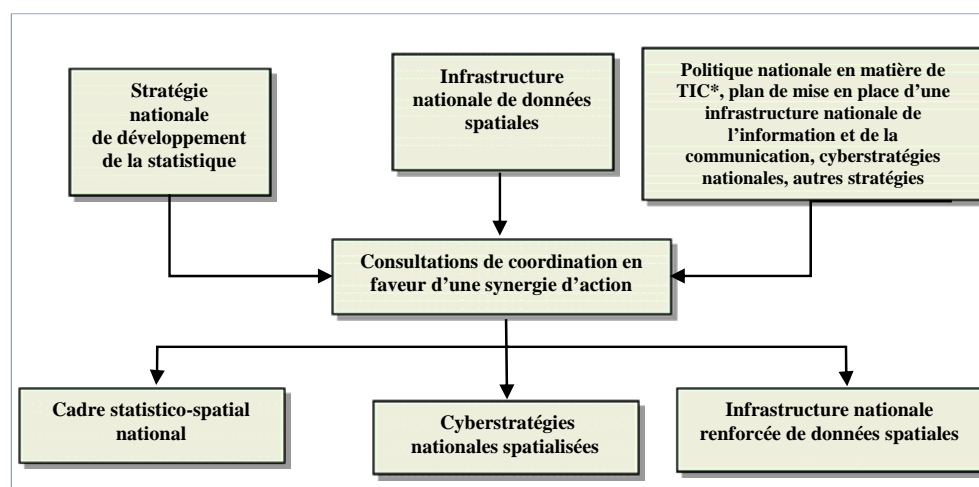 Stratégie
nationale
de développement
de la statistique
Infrastructure
nationale de données
spatiales
Politique nationale en matière de
TIC*, plan de mise en place d’une
infrastructure nationale de
l’information et de la
communication, cyberstratégies
nationales, autres stratégies
Consultations de coordination en
faveur d’une synergie d’action
Cadre statistico-spatial
national
Cyberstratégies
nationales spatialisées
Infrastructure nationale
renforcée de données spatiales